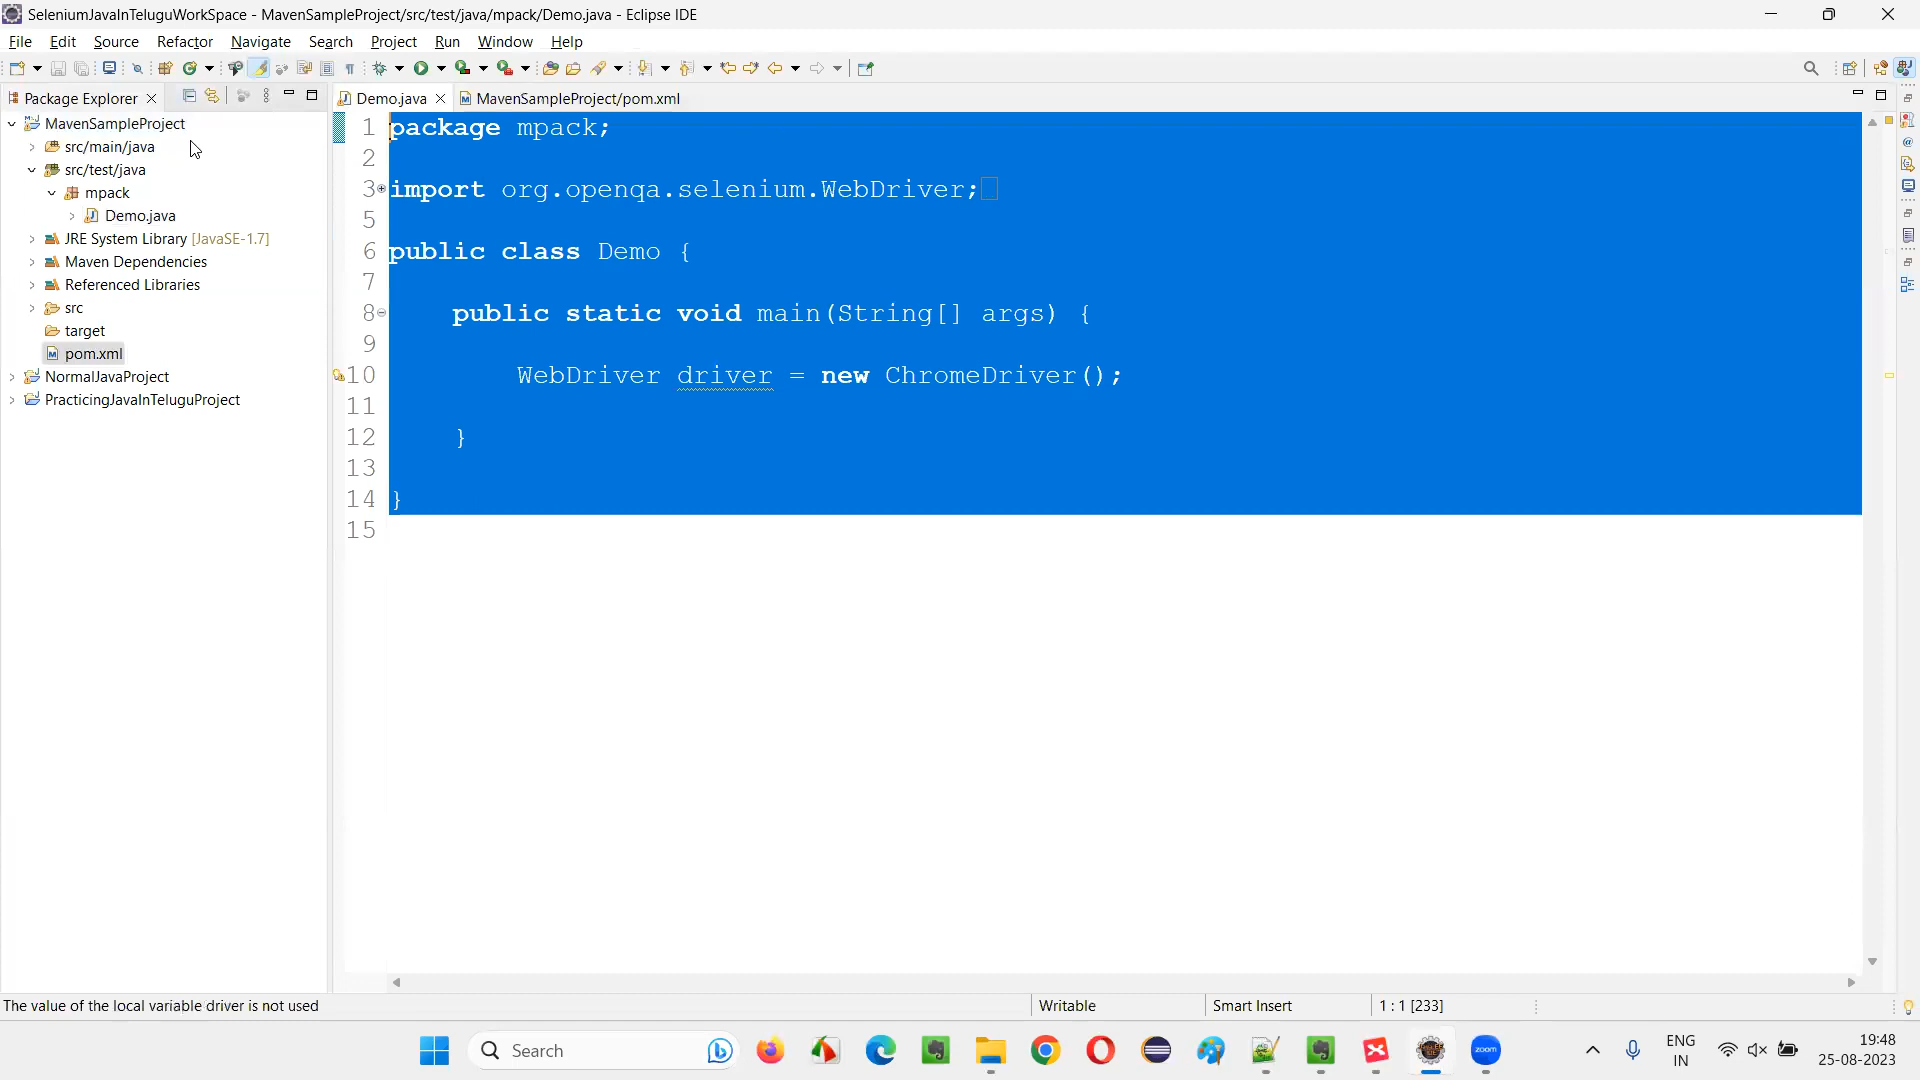 SeleniumJavaInTeluguWorkSpace - MavenSampleProject/src/test/java/mpack/Demo.java - Eclipse IDE
File Edit Source Refactor Navigate Search Project Run Window Help
Package Explorer
Demo.java
MavenSampleProject/pom.xml
MavenSampleProject
src/main/java
src/test/java
mpack
Demo.java
JRE System Library [JavaSE-1.7]
Maven Dependencies
Referenced Libraries
src
target
pom.xml
NormalJavaProject
PracticingJavaInTeluguProject
1 package mpack;
2
3 import org.openqa.selenium.WebDriver;
5
6 public class Demo {
7
8 public static void main(String[] args) {
9
10 WebDriver driver = new ChromeDriver();
11
12 }
13
14 }
15
The value of the local variable driver is not used
Writable
Smart Insert
1 : 1 [233]
Search
zoom
ENG
IN
19:48
25-08-2023